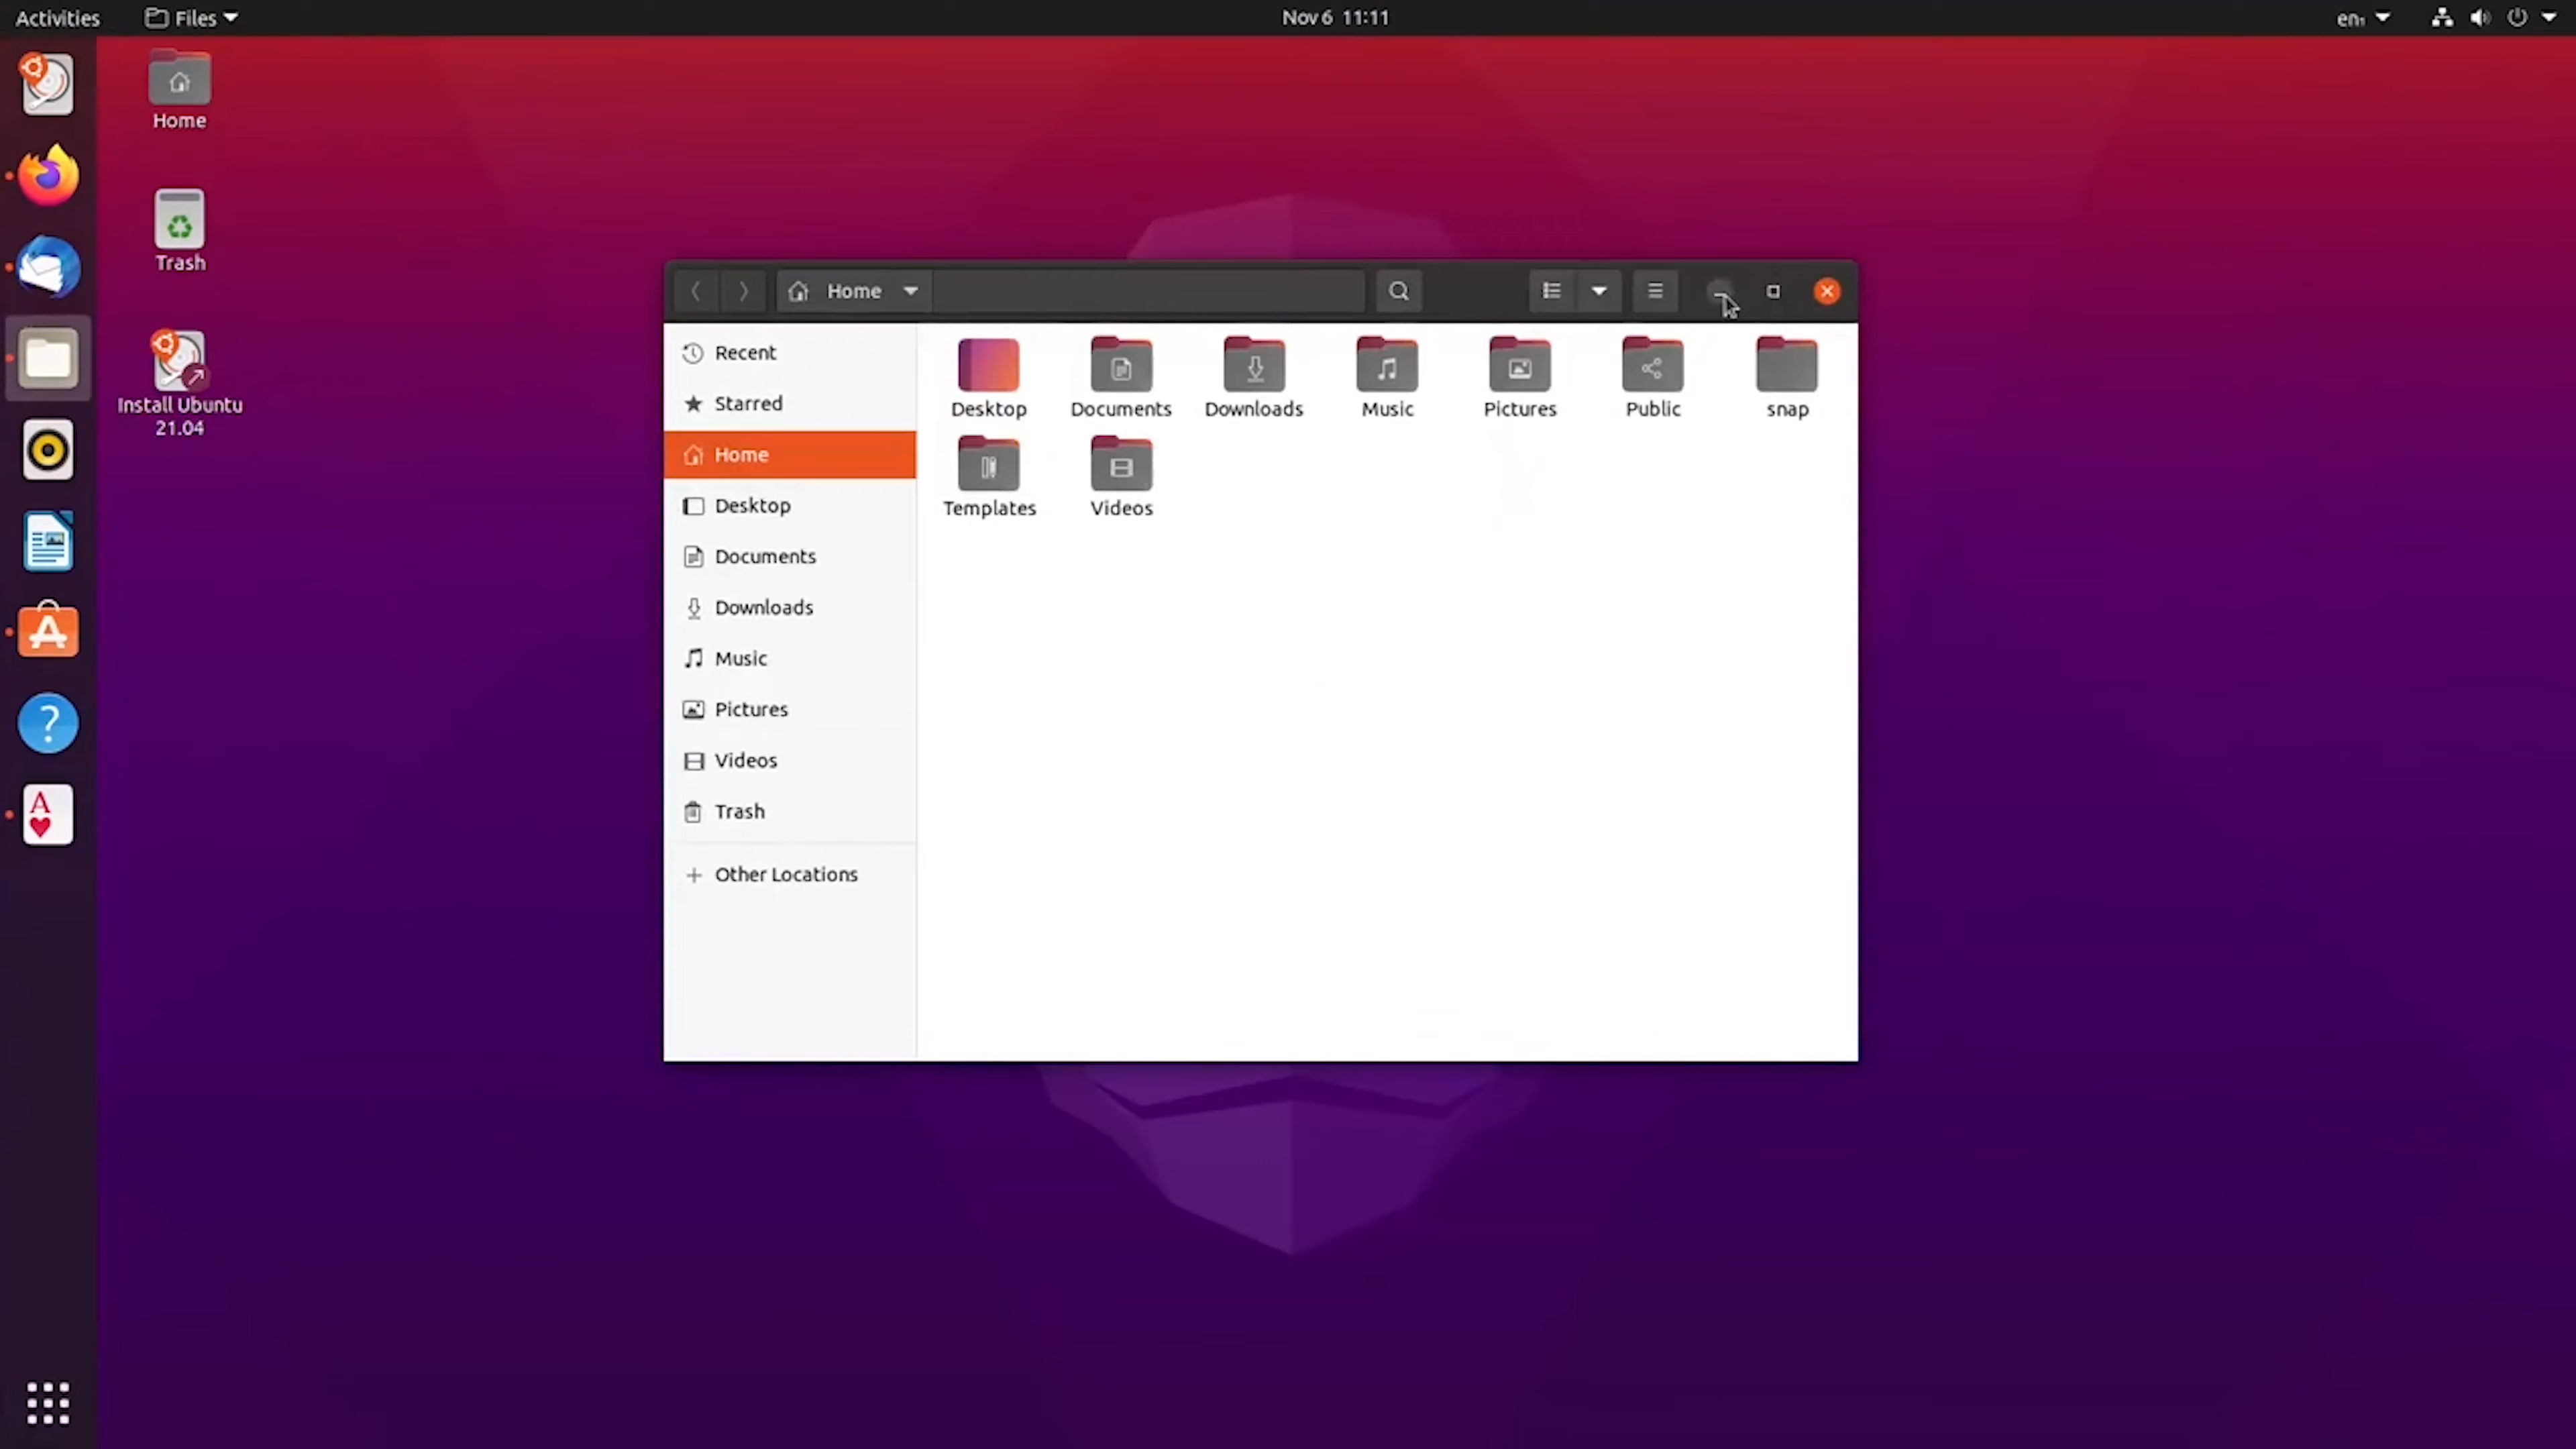 Activities Files Nov 6 11:11 en₁
Home
Trash
Install Ubuntu
21.04
A
Home
Recent
Starred
Home
Desktop
Documents
Downloads
Music
Pictures
Videos
Trash
Other Locations
Desktop Documents Downloads Music Pictures Public snap
Templates Videos